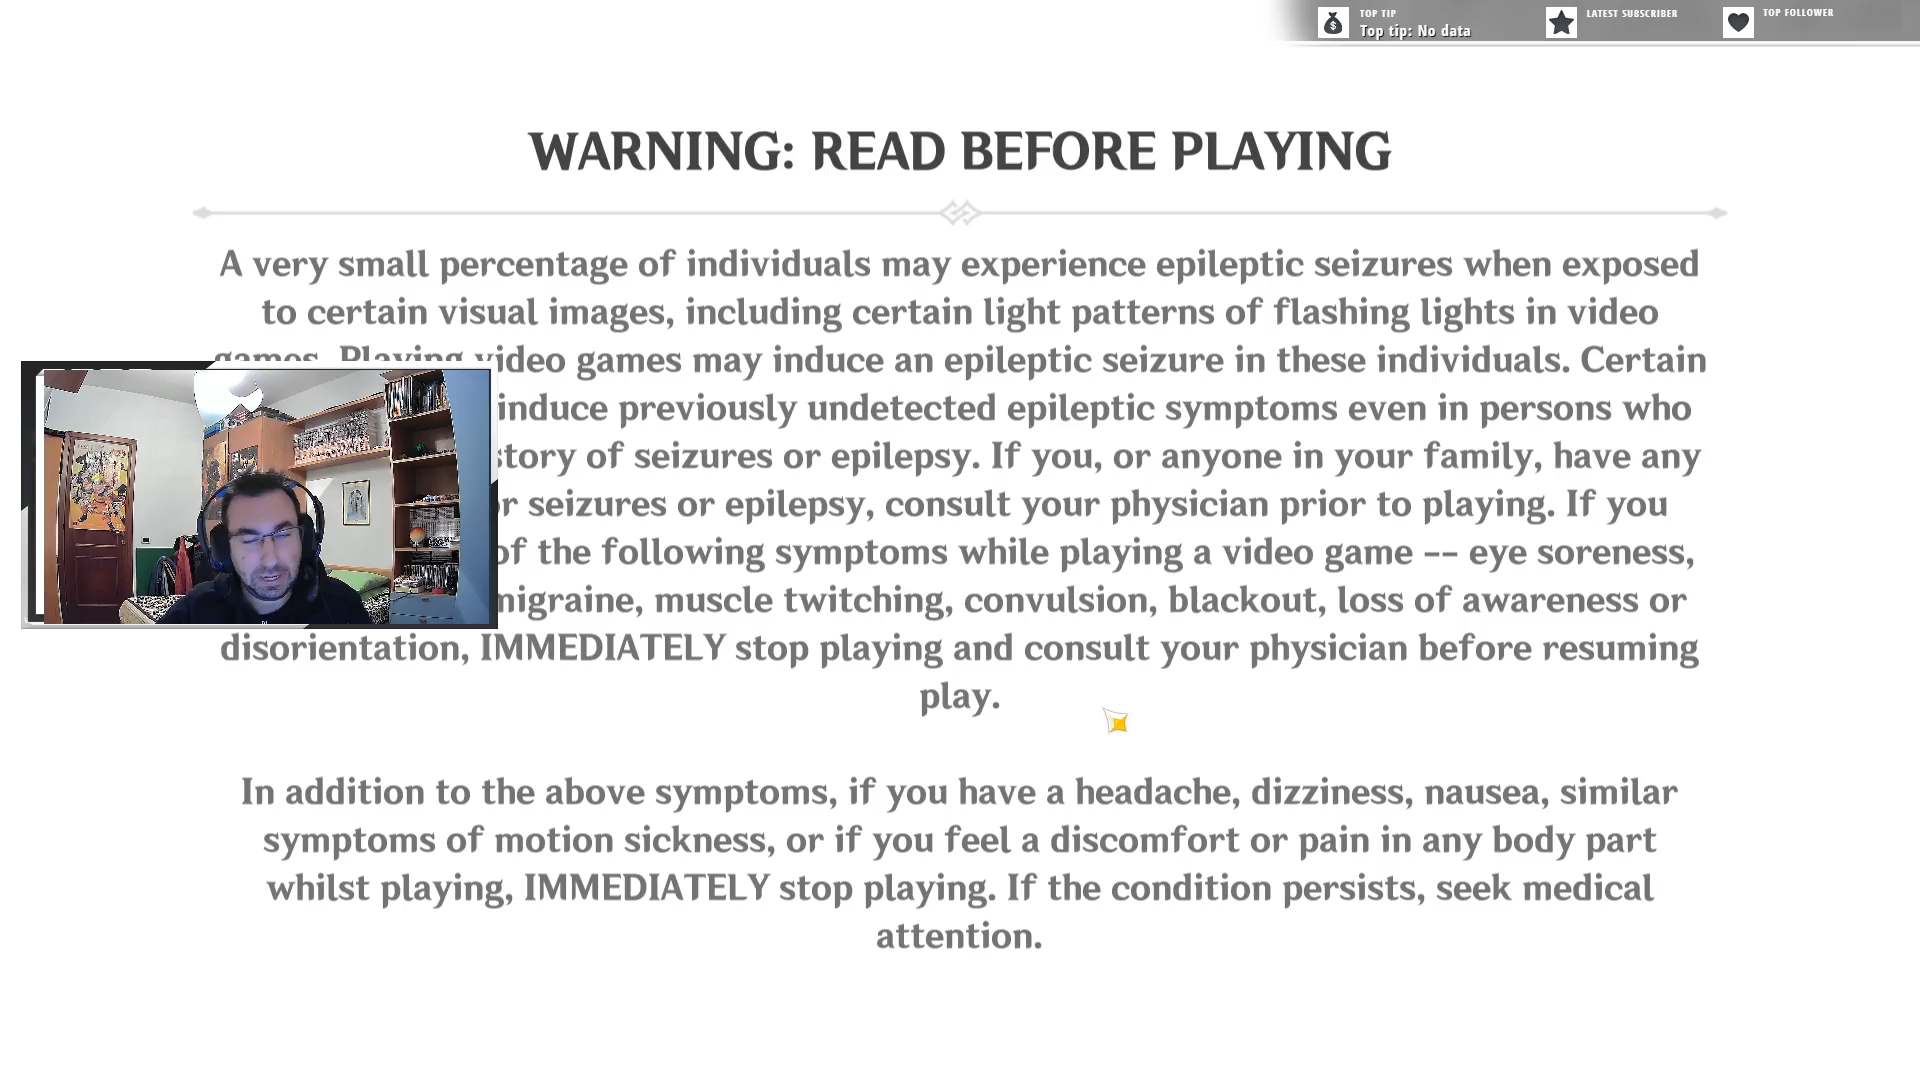 TOP TIP
Top tip: No data
LATEST SUBSCRIBER
TOP FOLLOWER
WARNING: READ BEFORE PLAYING
A very small percentage of individuals may experience epileptic seizures when exposed
to certain visual images, including certain light patterns of flashing lights in video
games. Playing video games may induce an epileptic seizure in these individuals. Certain
induce previously undetected epileptic symptoms even in persons who
of seizures or epilepsy. If you, or anyone in your family, have any
seizures or epilepsy, consult your physician prior to playing. If you
of the following symptoms while playing a video game -- eye soreness,
migraine, muscle twitching, convulsion, blackout, loss of awareness or
disorientation, IMMEDIATELY stop playing and consult your physician before resuming
play.
In addition to the above symptoms, if you have a headache, dizziness, nausea, similar
symptoms of motion sickness, or if you feel a discomfort or pain in any body part
whilst playing, IMMEDIATELY stop playing. If the condition persists, seek medical
attention.